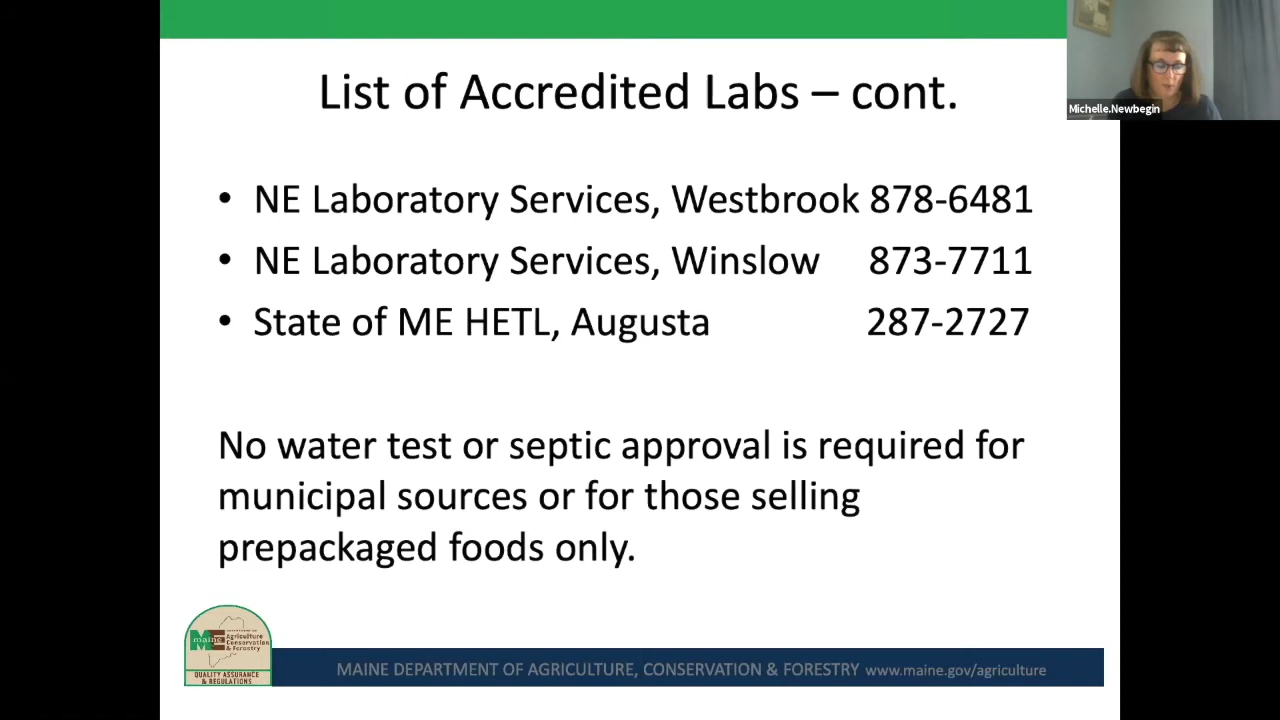 List of Accredited Labs – cont.
Michelle.Newbegin
• NE Laboratory Services, Westbrook 878-6481
• NE Laboratory Services, Winslow 873-7711
• State of ME HETL, Augusta 287-2727
No water test or septic approval is required for
municipal sources or for those selling
prepackaged foods only.
maine
Agriculture
Conservation
& Forestry
QUALITY ASSURANCE
& REGULATIONS
MAINE DEPARTMENT OF AGRICULTURE, CONSERVATION & FORESTRY www.maine.gov/agriculture